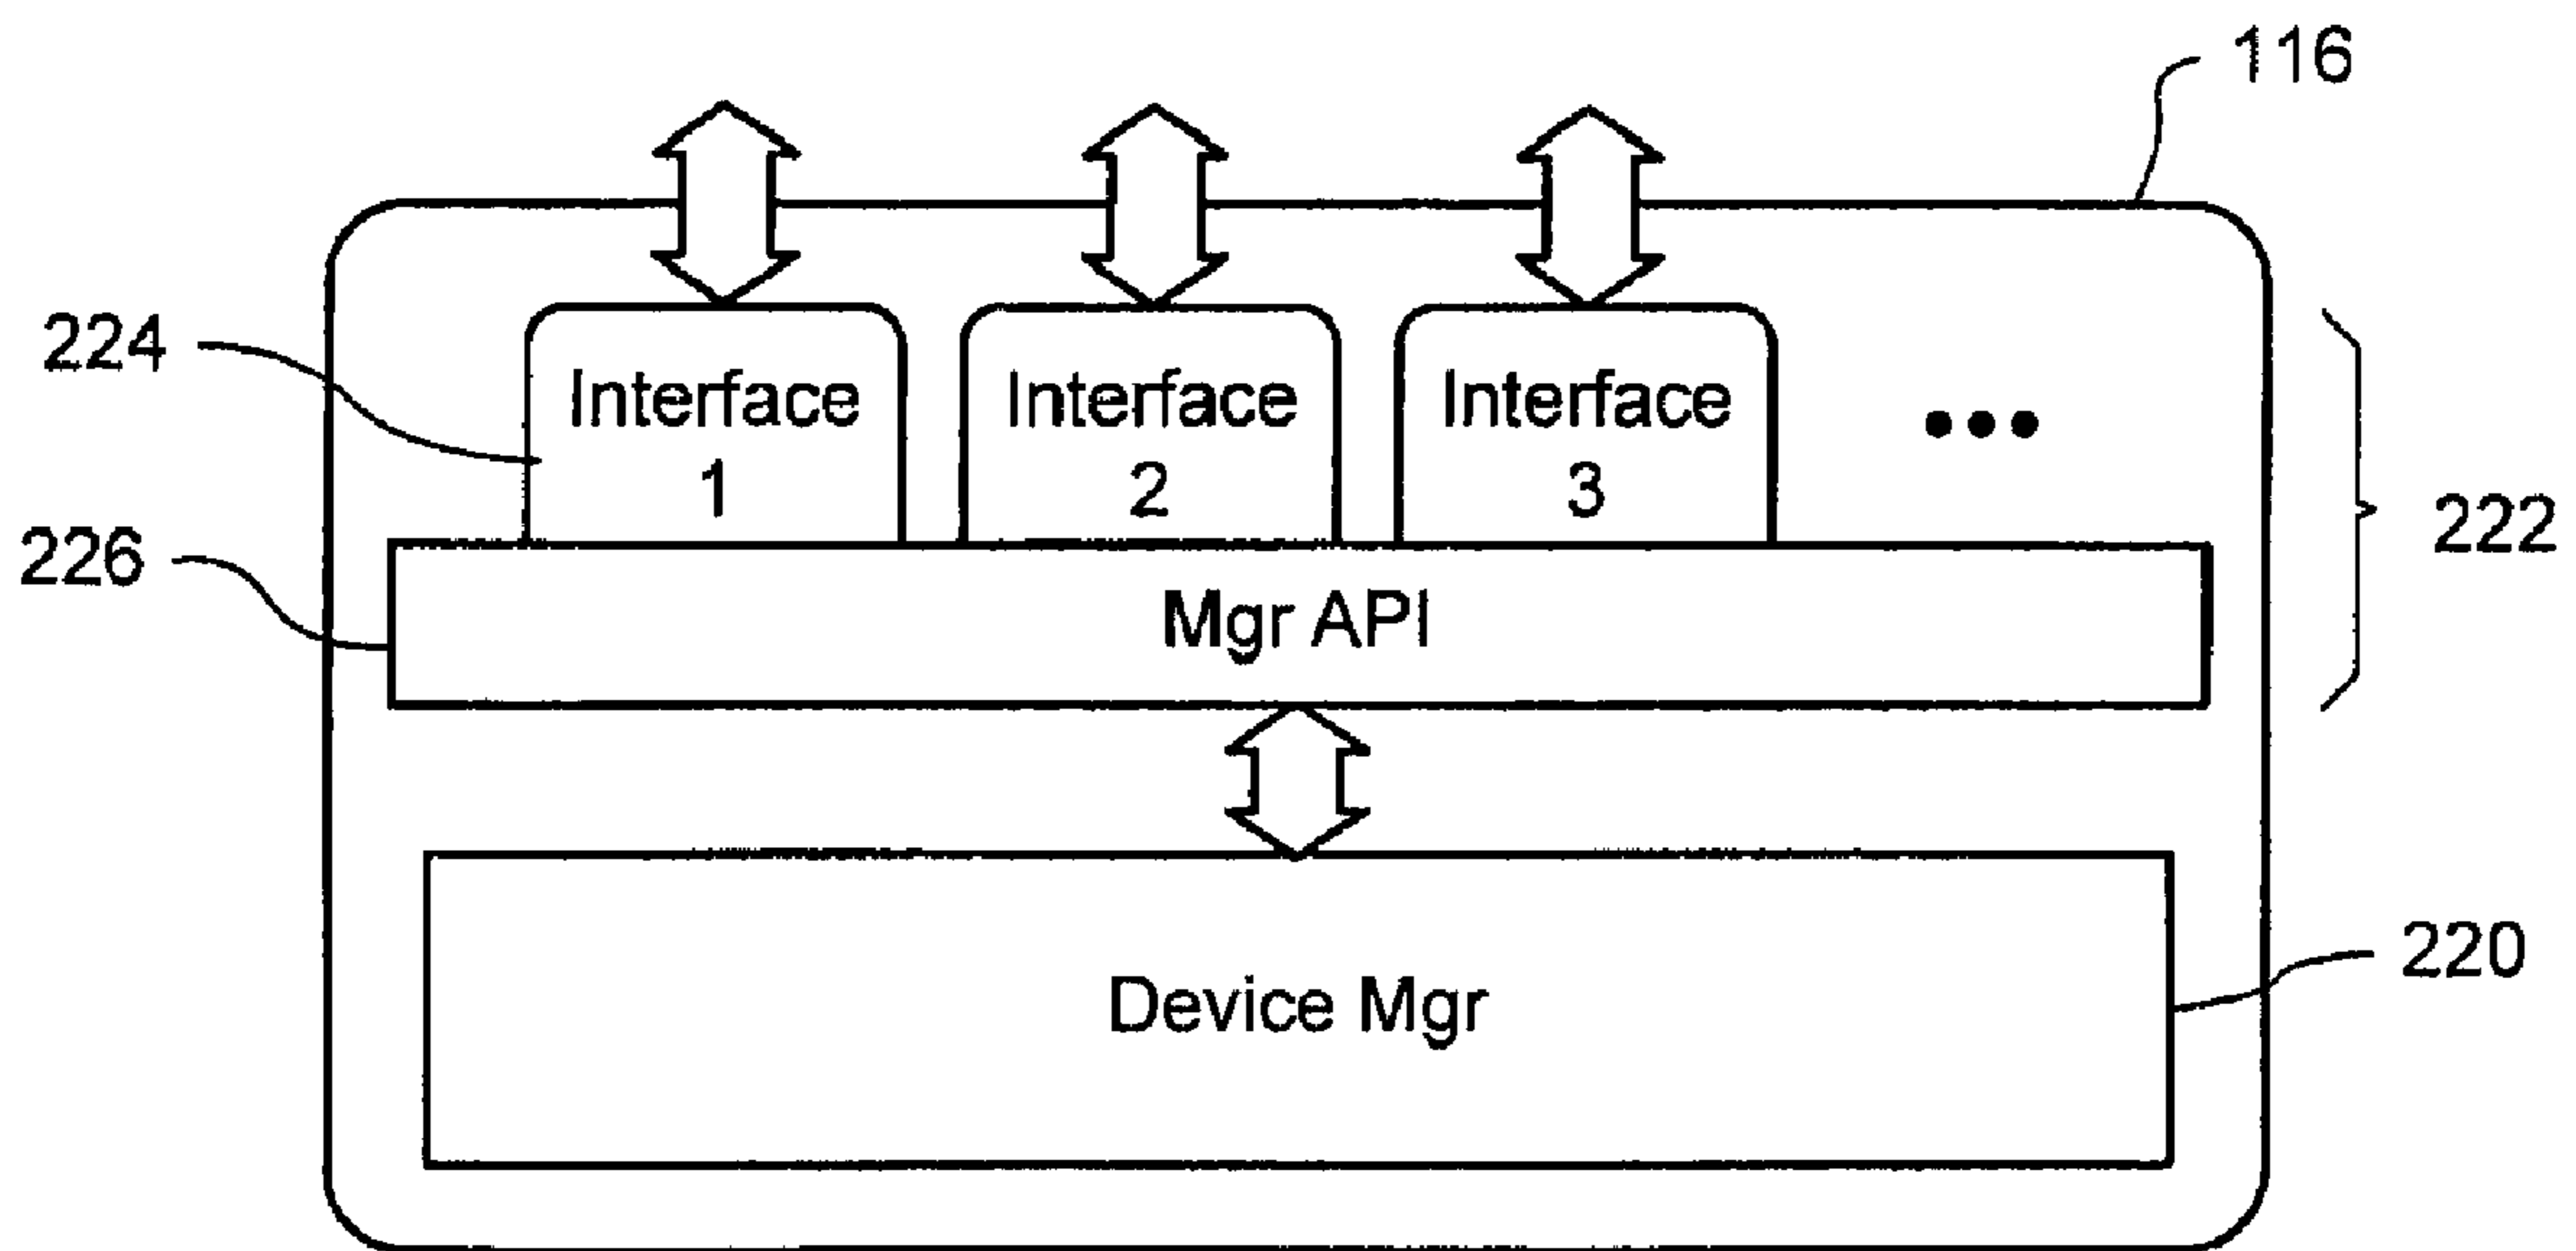 116
224
Interface
1
Interface
2
Interface
3
•••
226
Mgr API
222
Device Mgr
220